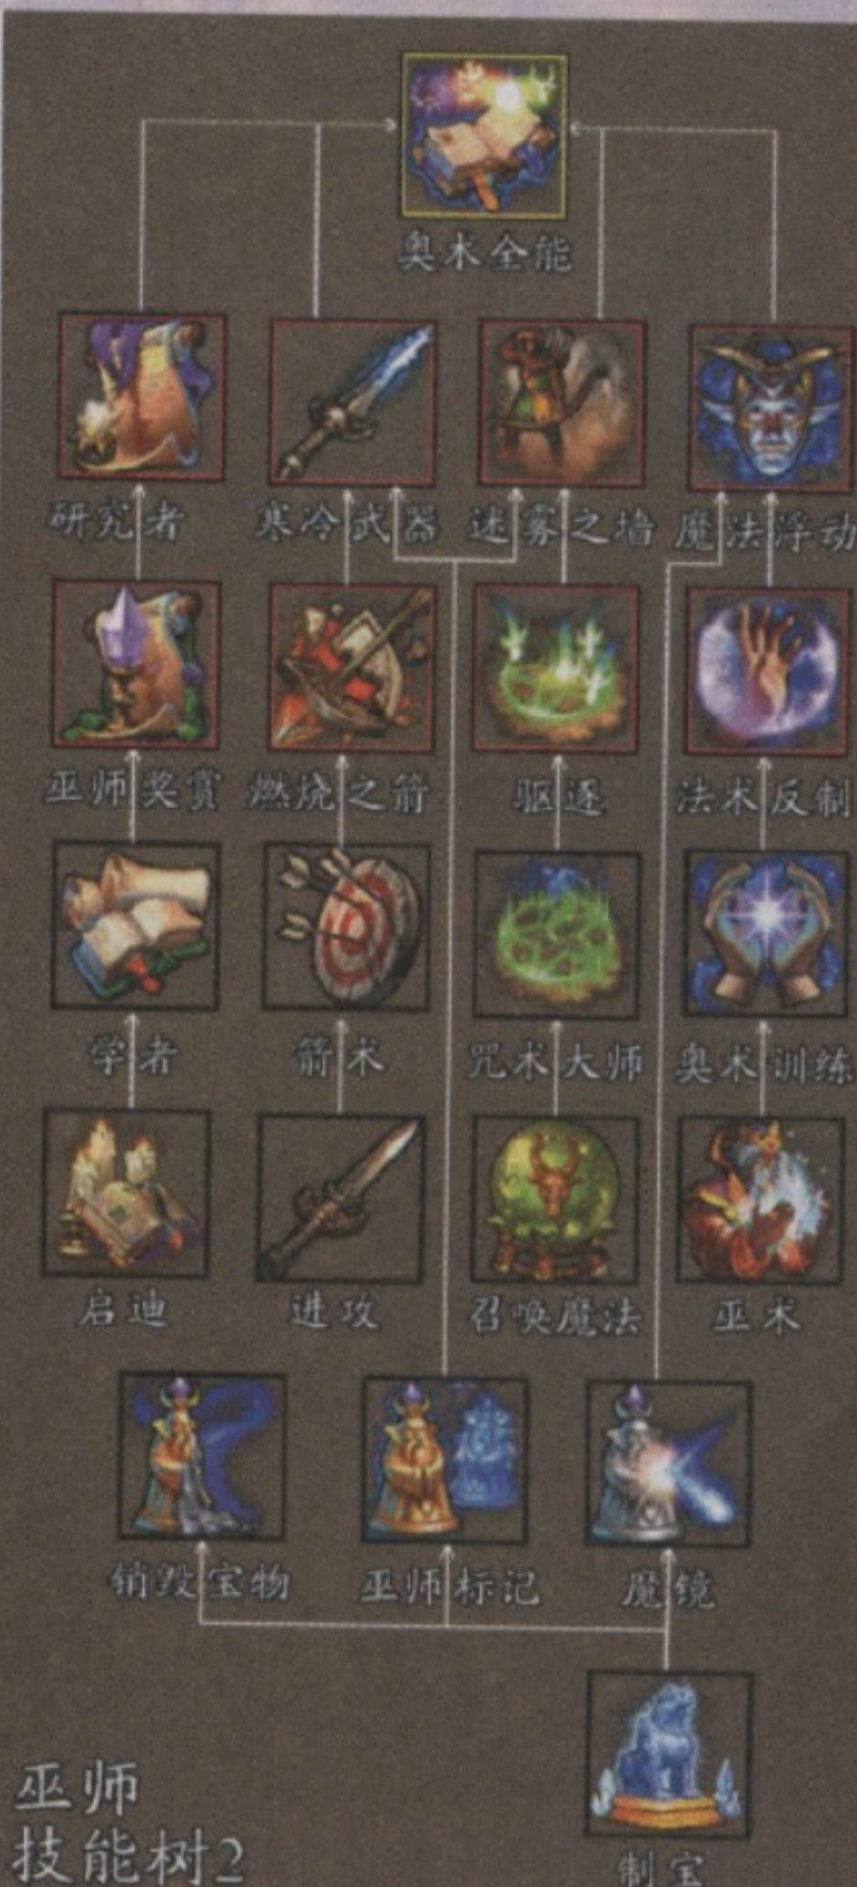 奥术全能
研究者 寒冷武器 迷雾之墙 魔法浮动
巫师奖赏 燃烧之箭 驱逐 法术反制
学者 箭术 咒术大师 奥术训练
启迪 进攻 召唤魔法 巫术
销毁宝物 巫师标记 魔镜
制宝
巫师
技能树2